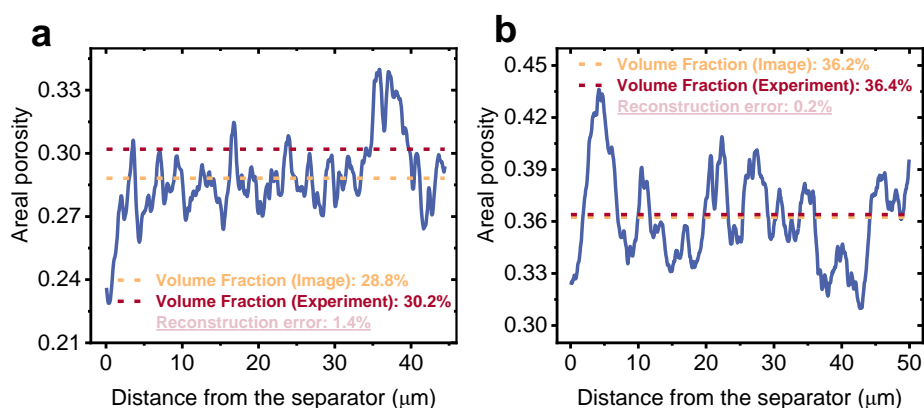 a
Areal porosity
0.33
0.30
0.27
0.24
0.21
Volume Fraction (Image): 28.8%
Volume Fraction (Experiment): 30.2%
Reconstruction error: 1.4%
0 10 20 30 40
Distance from the separator (μm)
b
Areal porosity
0.45
0.42
0.39
0.36
0.33
0.30
Volume Fraction (Image): 36.2%
Volume Fraction (Experiment): 36.4%
Reconstruction error: 0.2%
0 10 20 30 40 50
Distance from the separator (μm)